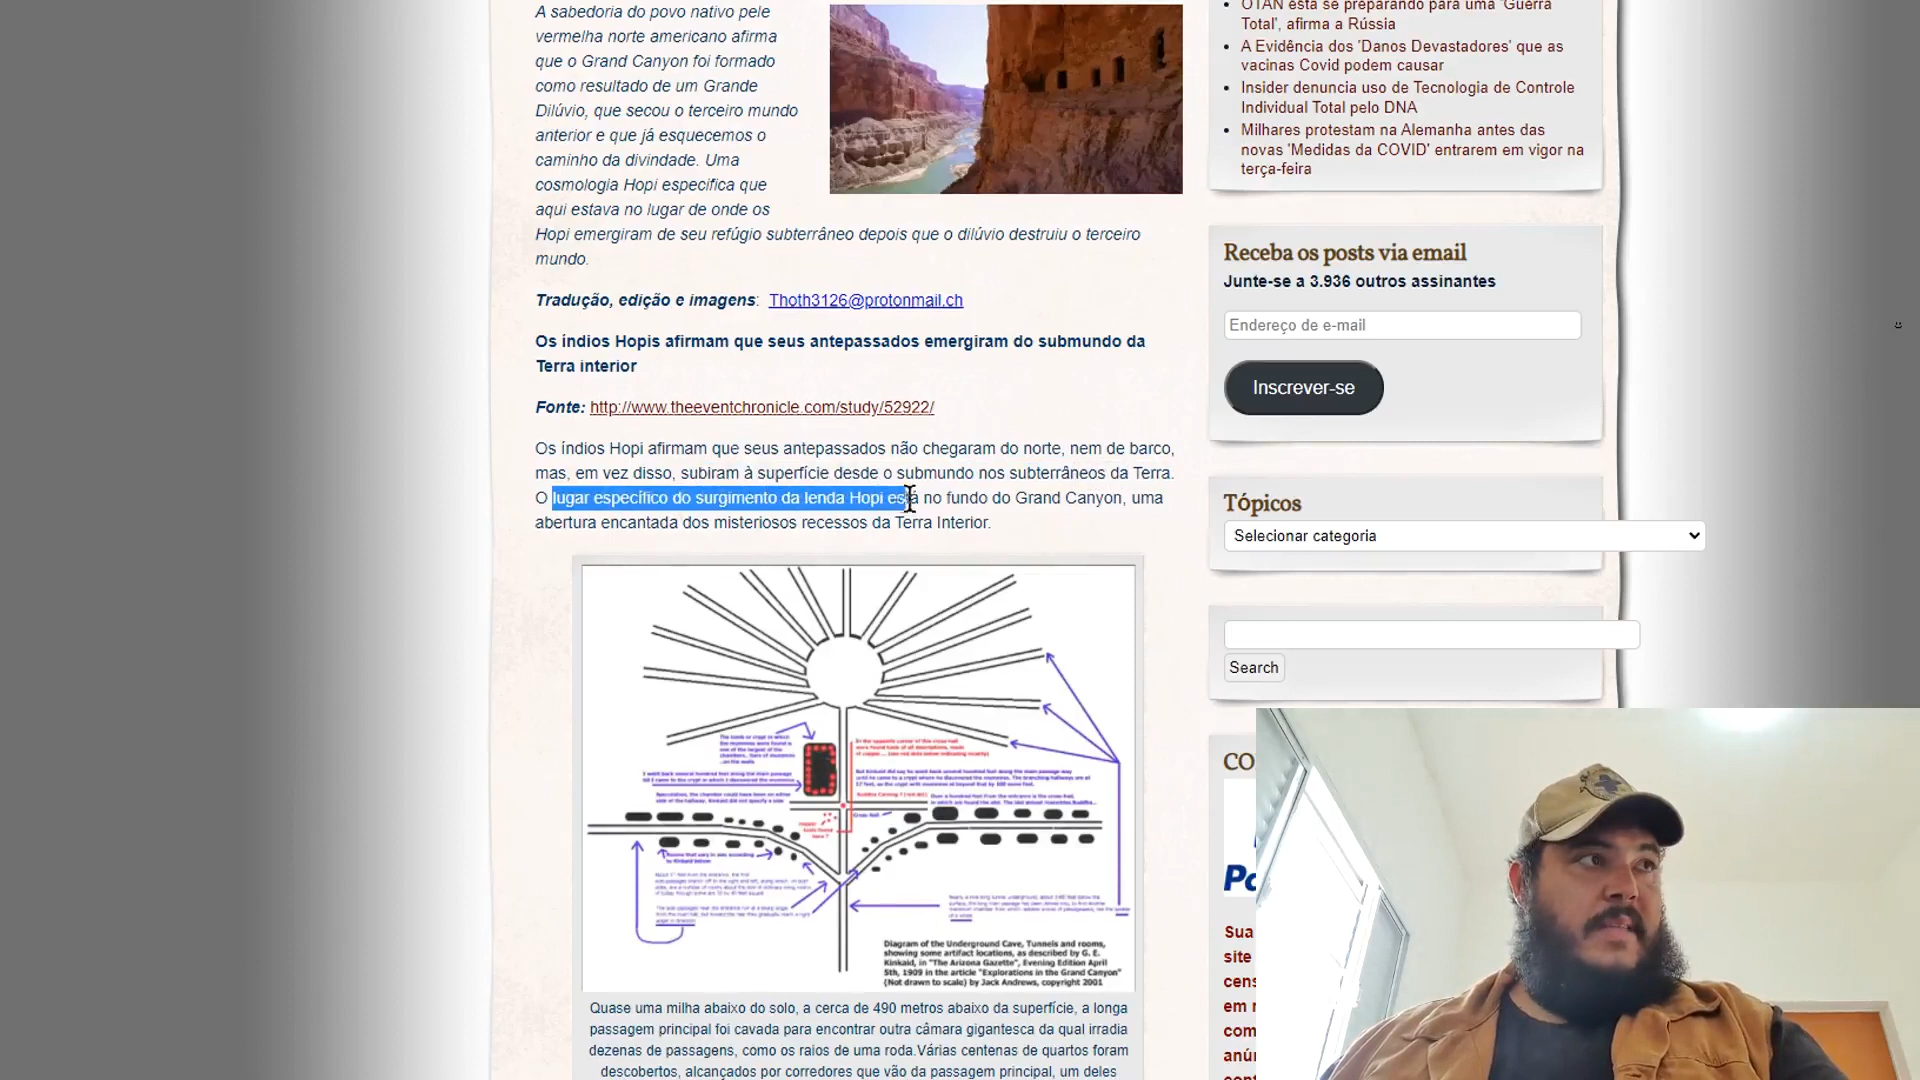 A sabedoria do povo nativo pele
vermelha norte americano afirma
que o Grand Canyon foi formado
como resultado de um Grande
Dilúvio, que secou o terceiro mundo
anterior e que já esquecemos o
caminho da divindade. Uma
cosmologia Hopi especifica que
aqui estava no lugar de onde os
Hopi emergiram de seu refúgio subterrâneo depois que o dilúvio destruiu o terceiro
mundo.
Tradução, edição e imagens: Thoth3126@protonmail.ch
Os índios Hopis afirmam que seus antepassados emergiram do submundo da
Terra interior
Fonte: http://www.theeventchronicle.com/study/52922/
Os índios Hopi afirmam que seus antepassados não chegaram do norte, nem de barco,
mas, em vez disso, subiram à superfície desde o submundo nos subterrâneos da Terra.
O lugar específico do surgimento da lenda Hopi está no fundo do Grand Canyon, uma
abertura encantada dos misteriosos recessos da Terra Interior.
Diagram of the Underground Cave, Tunnels and rooms,
showing some artifact locations, as described by G. E.
Kinkaid, in "The Arizona Gazette", Evening Edition April
5th, 1909 in the article "Explorations in the Grand Canyon"
(Not drawn to scale) by Jack Andrews, copyright 2001
Quase uma milha abaixo do solo, a cerca de 490 metros abaixo da superfície, a longa
passagem principal foi cavada para encontrar outra câmara gigantesca da qual irradia
dezenas de passagens, como os raios de uma roda.Várias centenas de quartos foram
descobertos, alcançados por corredores que vão da passagem principal, um deles
OTAN está se preparando para uma 'Guerra
Total', afirma a Rússia
A Evidência dos 'Danos Devastadores' que as
vacinas Covid podem causar
Insider denuncia uso de Tecnologia de Controle
Individual Total pelo DNA
Milhares protestam na Alemanha antes das
novas 'Medidas da COVID' entrarem em vigor na
terça-feira
Receba os posts via email
Junte-se a 3.936 outros assinantes
Endereço de e-mail
Inscrever-se
Tópicos
Selecionar categoria
Search
CO
Po
Sua
site
cens
em r
com
anúr